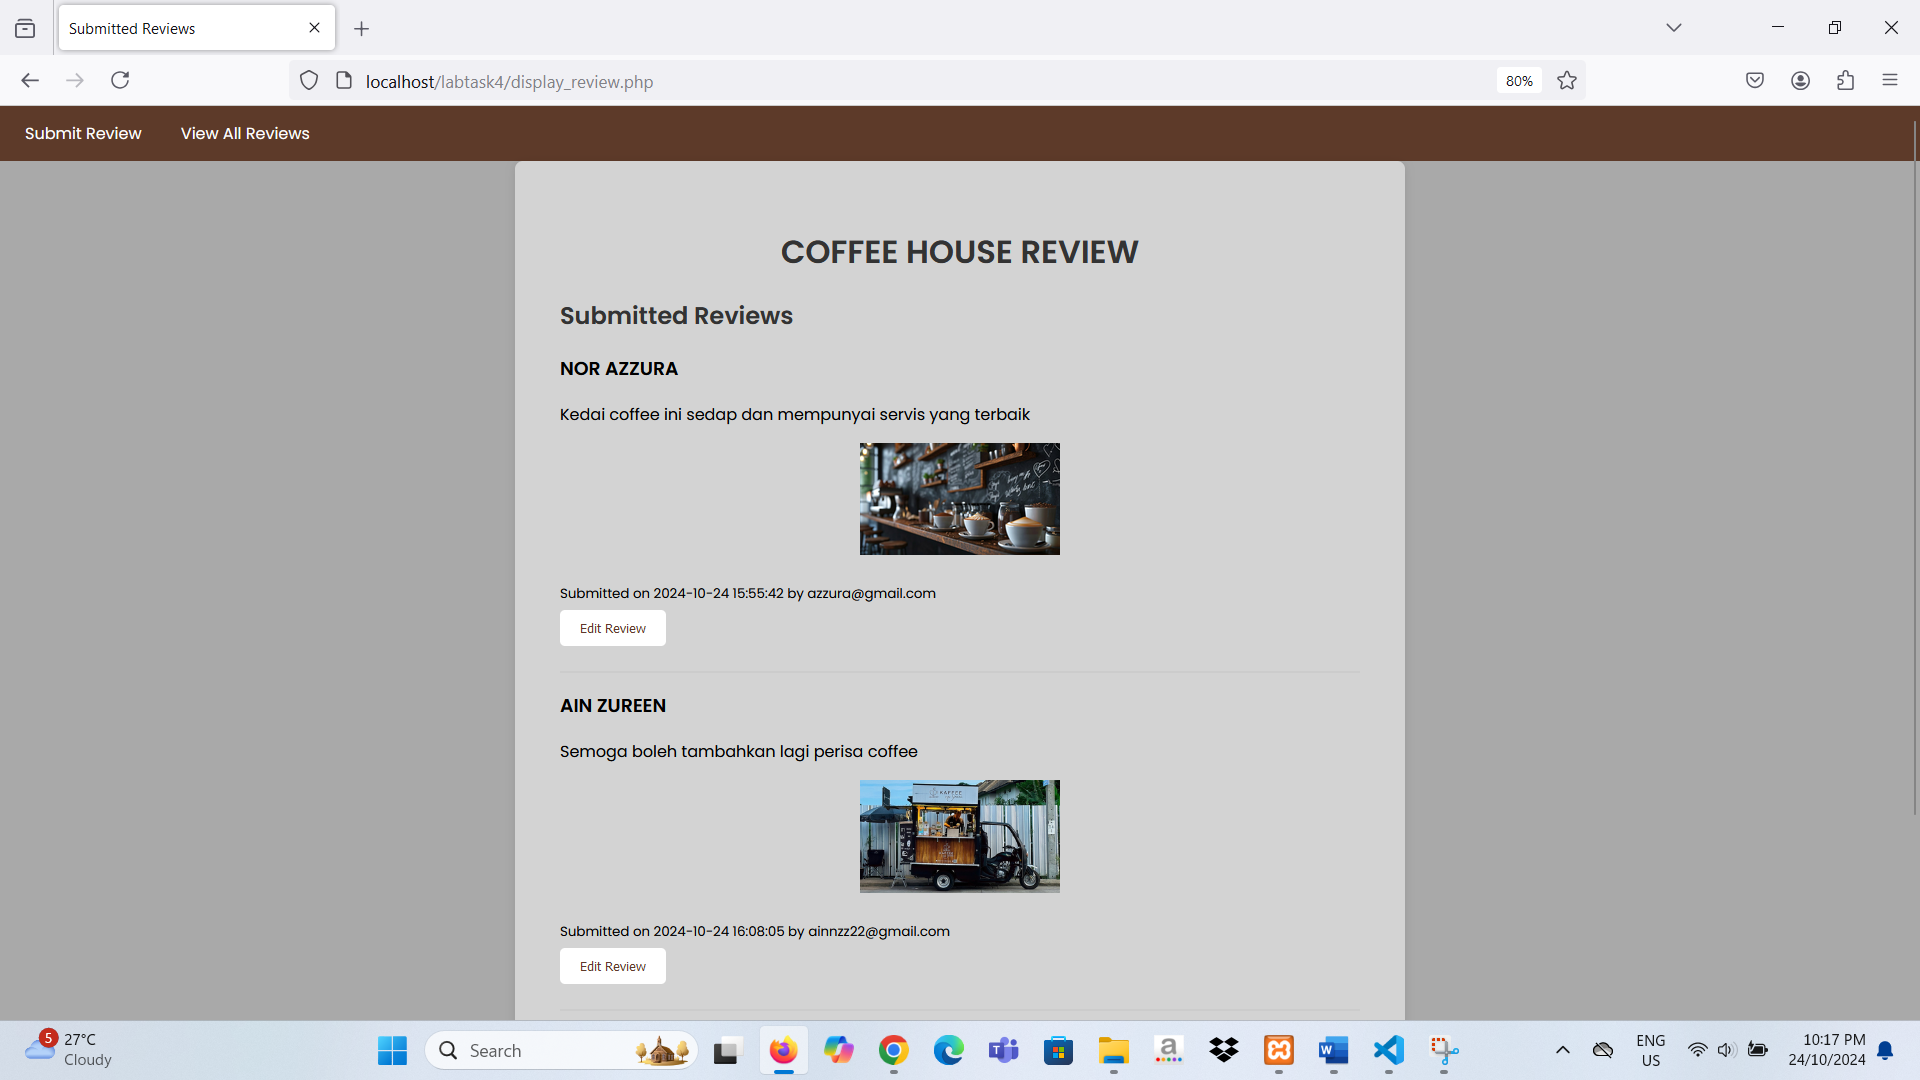 Submitted Reviews
localhost/labtask4/display_review.php
80%
Submit Review
View All Reviews
COFFEE HOUSE REVIEW
Submitted Reviews
NOR AZZURA
Kedai coffee ini sedap dan mempunyai servis yang terbaik
Submitted on 2024-10-24 15:55:42 by azzura@gmail.com
Edit Review
AIN ZUREEN
Semoga boleh tambahkan lagi perisa coffee
KAFFEE
Submitted on 2024-10-24 16:08:05 by ainnzz22@gmail.com
Edit Review
5
27°C
Cloudy
Search
ENG
US
10:17 PM
24/10/2024